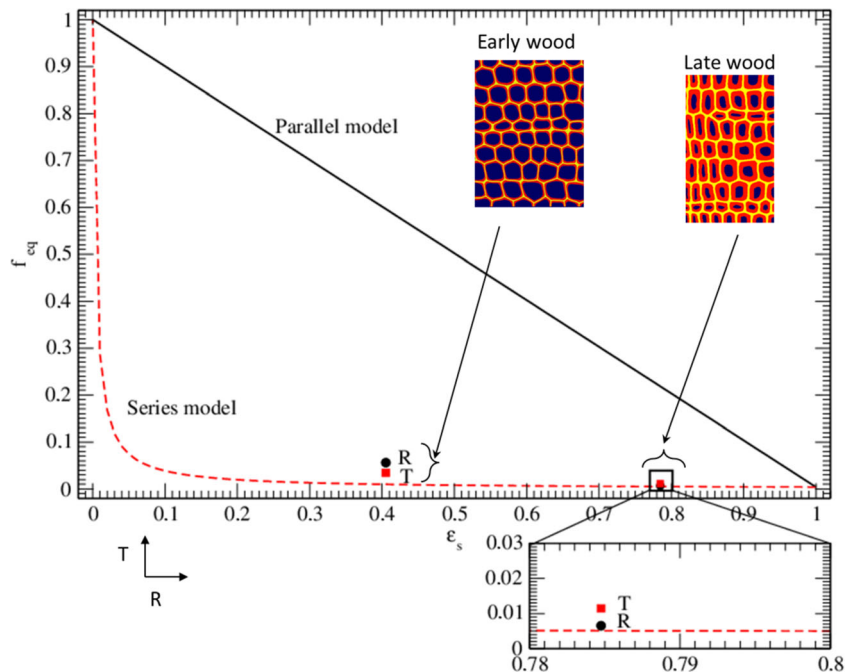 Early wood
Late wood
1
0.9
0.8
0.7
0.6
0.5
0.4
0.3
0.2
0.1
0
f eq
Parallel model
Series model
R
T
0 0.1 0.2 0.3 0.4 0.5 0.6 0.7 0.8 0.9 1
ε s
T
R
0.03
0.02
0.01
0
T
R
0.78 0.79 0.8